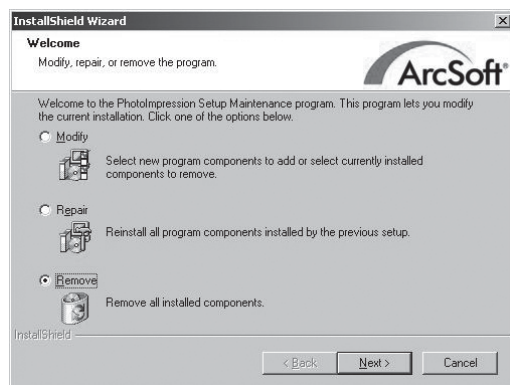 InstallShield Wizard
Welcome
Modify, repair, or remove the program.
ArcSoft®
Welcome to the PhotoImpression Setup Maintenance program. This program lets you modify
the current installation. Click one of the options below.
Modify
Select new program components to add or select currently installed
components to remove.
Repair
Reinstall all program components installed by the previous setup.
Remove
Remove all installed components.
InstallShield
< Back
Next >
Cancel